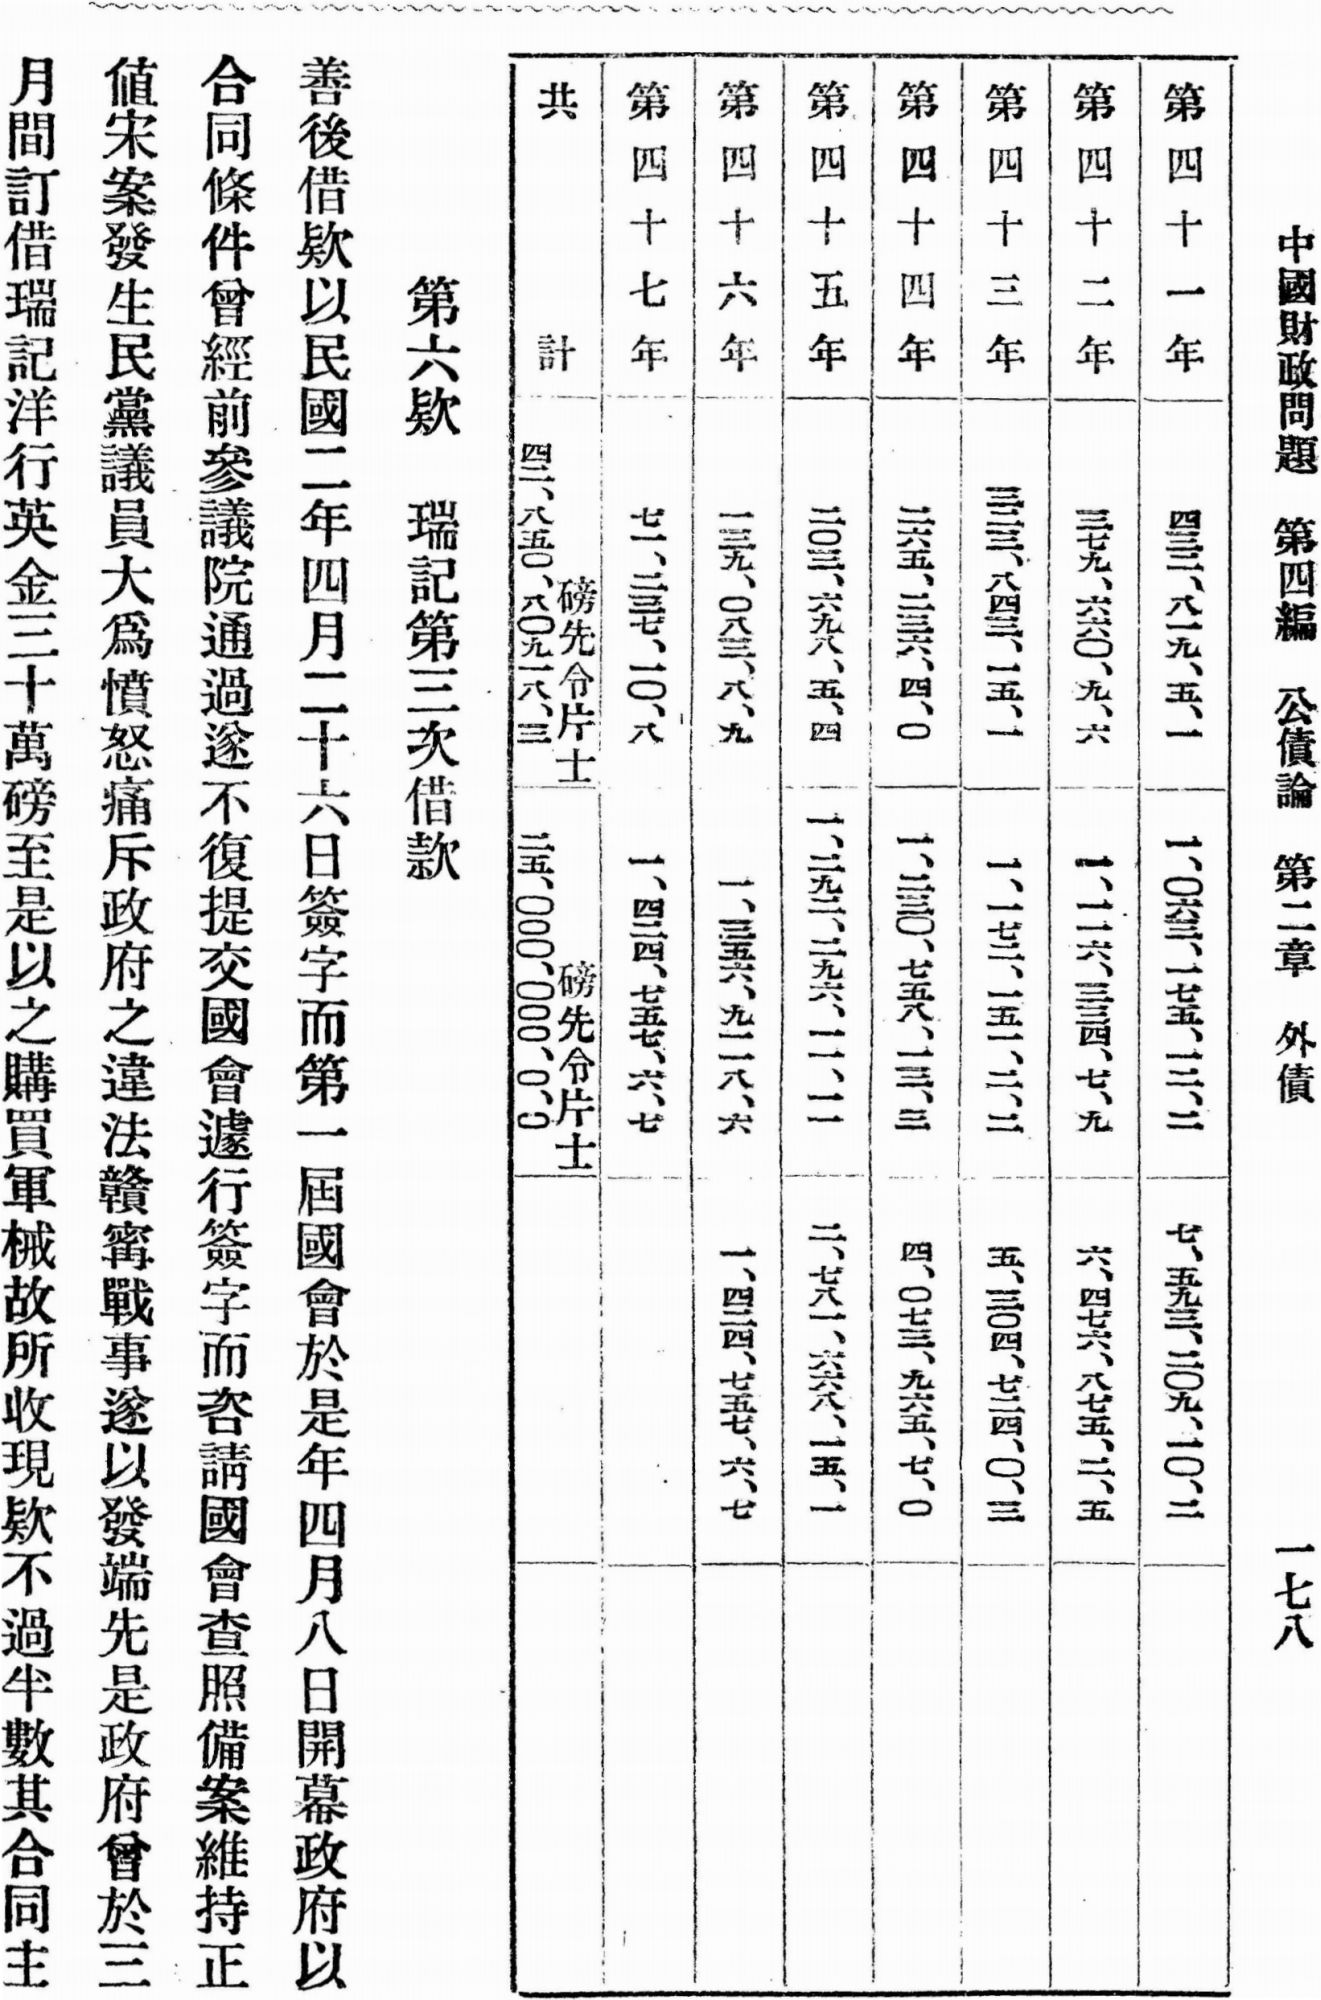 中國財政問題　第四編　公債論　第二章　外債　一七八
第四十一年　四三二、八一九、五、一　一、〇六三、一七五、一二、二　七、五九三、二〇九、一〇、二
第四十二年　三七九、六六〇、九、六　一、一一六、三三四、七、九　六、四七六、八七五、二、五
第四十三年　三二三、八四三、一五、一　一、一七二、一五一、二、二　五、三〇四、七二四、〇、三
第四十四年　二六五、二三六、四、〇　一、二三〇、七五八、一三、三　四、〇七三、九六五、七、〇
第四十五年　二〇三、六九八、五、四　一、二九二、二九六、一一、一一　二、七八一、六六八、一五、一
第四十六年　一三九、〇八三、八、九　一、三五六、九一一、八、六　一、四二四、七五七、六、七
第四十七年　七一、二三七、一〇、八　一、四二四、七五七、六、七
共計　磅先令片士　四二、八五〇、八〇九一八、三　磅先令片士　二五、〇〇〇、〇〇〇、〇、〇
第六欵　瑞記第三次借款
善後借欵以民國二年四月二十六日簽字而第一屆國會於是年四月八日開幕政府以
合同條件曾經前參議院通過遂不復提交國會遽行簽字而咨請國會查照備案維持正
値宋案發生民黨議員大爲憤怒痛斥政府之違法贛甯戰事遂以發端先是政府曾於三
月間訂借瑞記洋行英金三十萬磅至是以之購買軍械故所收現欵不過半數其合同主